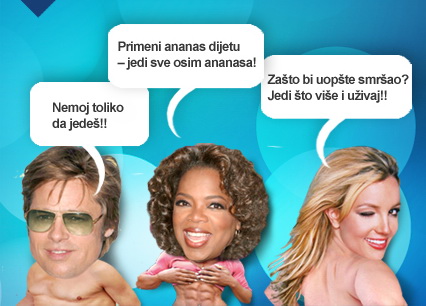 Nemoj toliko
da jedeš!!
Primeni ananas dijetu
– jedi sve osim ananasa!
Zašto bi uopšte smršao?
Jedi što više i uživaj!!